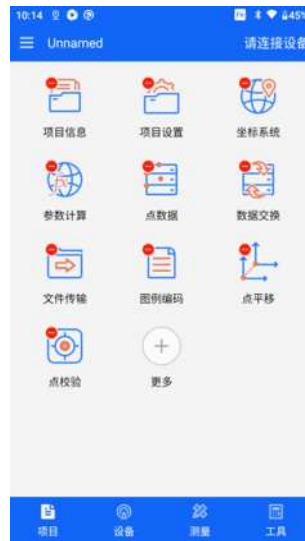 10:14 45%
Unnamed 请连接设备
项目信息 项目设置 坐标系统
参数计算 点数据 数据交换
文件传输 图例编码 点平移
点校验 更多
项目 设备 测量 工具